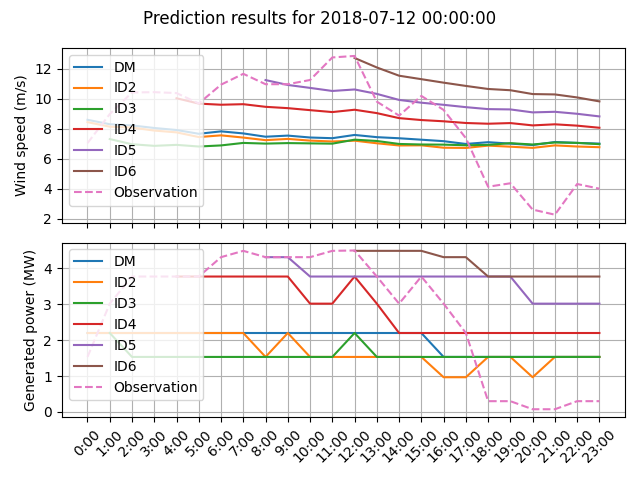 Prediction results for 2018-07-12 00:00:00
Wind speed (m/s)
12
10
8
6
4
2
DM
ID2
ID3
ID4
ID5
ID6
Observation
Generated power (MW)
4
3
2
1
0
DM
ID2
ID3
ID4
ID5
ID6
Observation
0:00 1:00 2:00 3:00 4:00 5:00 6:00 7:00 8:00 9:00 10:00 11:00 12:00 13:00 14:00 15:00 16:00 17:00 18:00 19:00 20:00 21:00 22:00 23:00